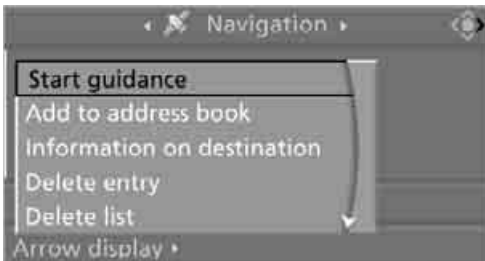 Navigation
Start guidance
Add to address book
Information on destination
Delete entry
Delete list
Arrow display